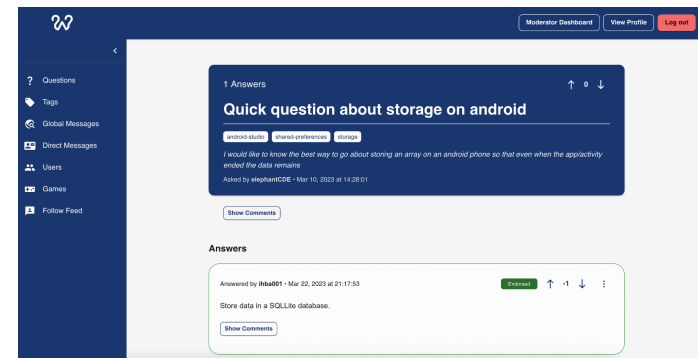 Moderator Dashboard View Profile Log out
? Questions
Tags
Global Messages
Direct Messages
Users
Games
Follow Feed
1 Answers ↑ 0 ↓
Quick question about storage on android
android-studio shared-preferences storage
I would like to know the best way to go about storing an array on an android phone so that even when the app/activity
ended the data remains
Asked by elephantCDE • Mar 10, 2023 at 14:28:01
Show Comments
Answers
Answered by ihba001 • Mar 22, 2023 at 21:17:53 Endorsed ↑ -1 ↓
Store data in a SQLLite database.
Show Comments